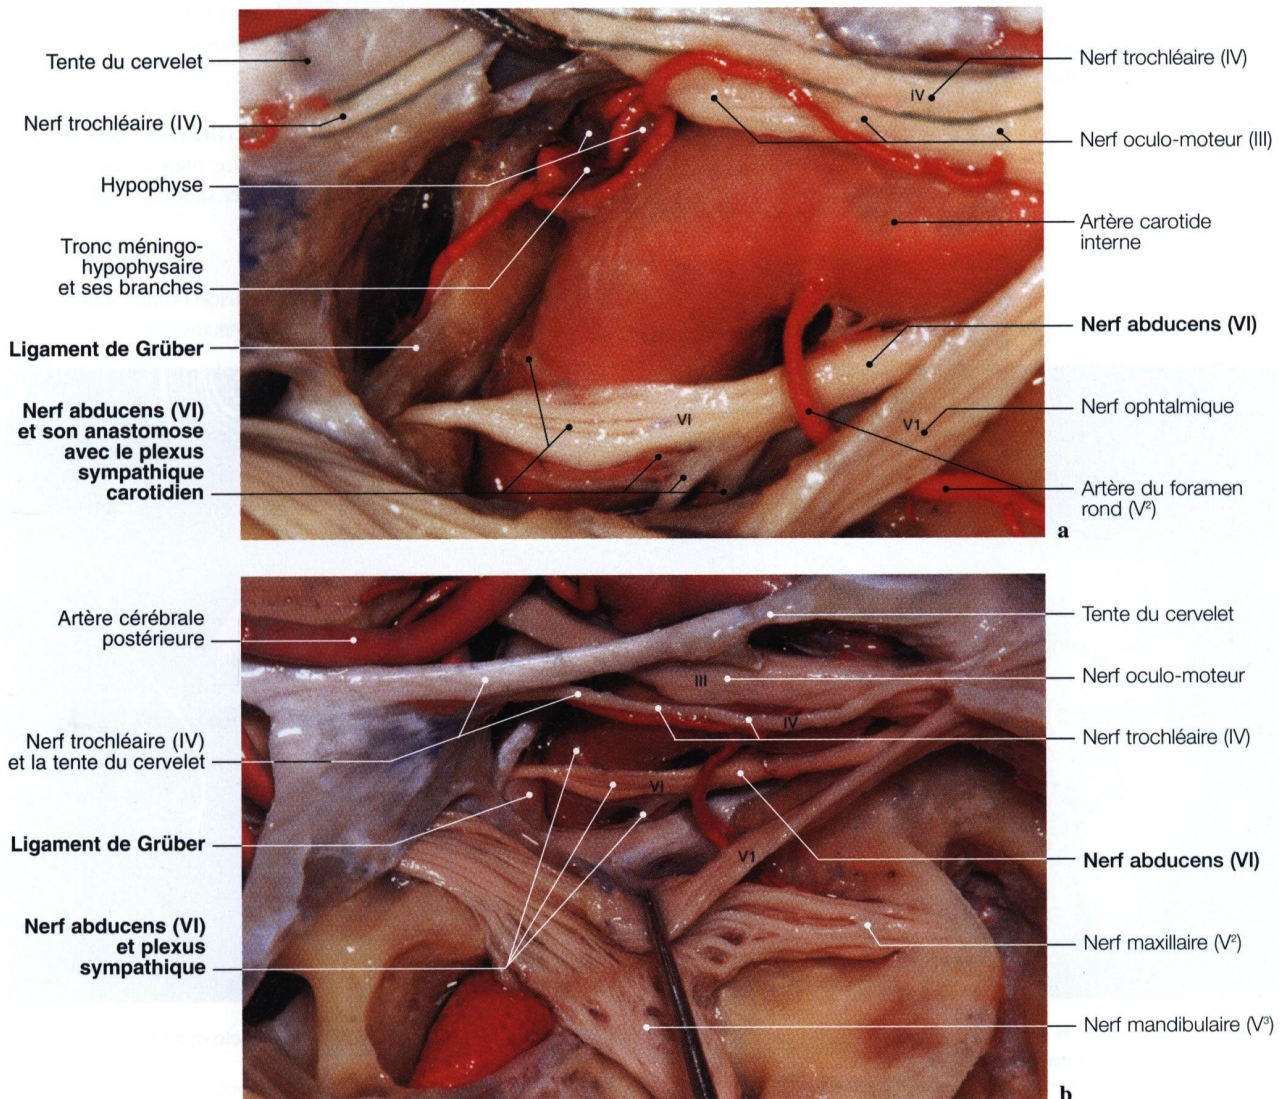 Tente du cervelet
Nerf trochléaire (IV)
Hypophyse
Tronc méningo-
hypophysaire
et ses branches
Ligament de Grüber
Nerf abducens (VI)
et son anastomose
avec le plexus
sympathique
carotidien
IV
VI
V1
Nerf trochléaire (IV)
Nerf oculo-moteur (III)
Artère carotide
interne
Nerf abducens (VI)
Nerf ophtalmique
Artère du foramen
rond (V²)
a
Artère cérébrale
postérieure
Nerf trochléaire (IV)
et la tente du cervelet
Ligament de Grüber
Nerf abducens (VI)
et plexus
sympathique
III
IV
VI
V1
Tente du cervelet
Nerf oculo-moteur
Nerf trochléaire (IV)
Nerf abducens (VI)
Nerf maxillaire (V²)
Nerf mandibulaire (V³)
b